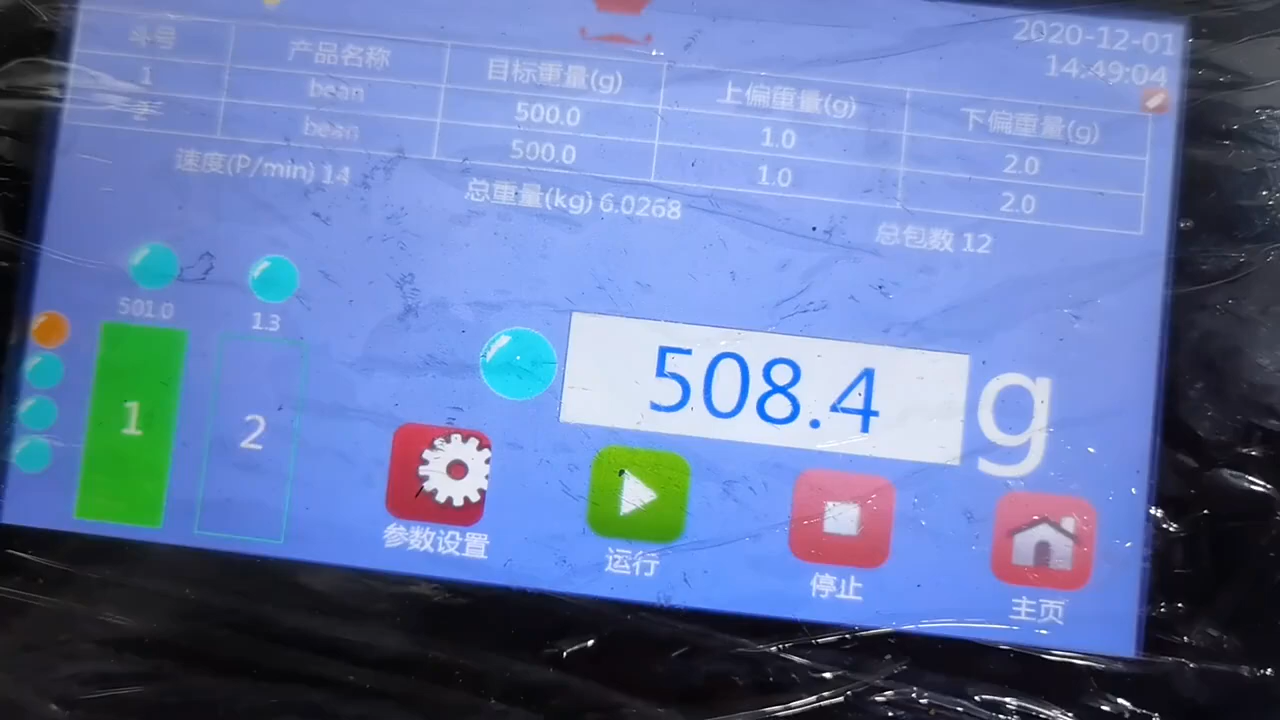 2020-12-01
14:49:04
斗号 产品名称 目标重量(g) 上偏重量(g) 下偏重量(g)
1 bean 500.0 1.0 2.0
bean 500.0 1.0 2.0
速度(P/min) 14 总重量(kg) 6.0268 总包数 12
501.0 1.3
1 2
508.4 g
参数设置 运行 停止 主页